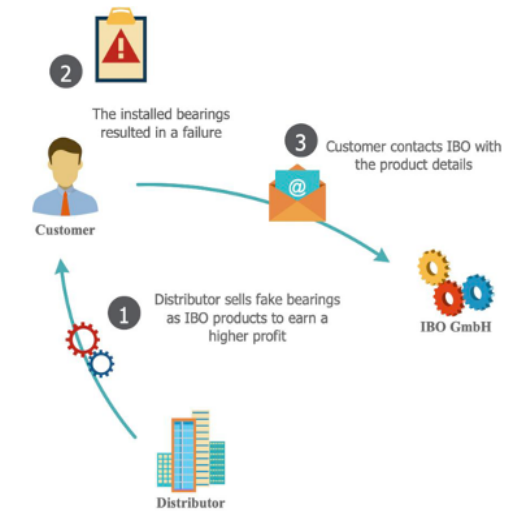 2
The installed bearings
resulted in a failure
3
Customer contacts IBO with
the product details
@
Customer
IBO GmbH
1
Distributor sells fake bearings
as IBO products to earn a
higher profit
Distributor